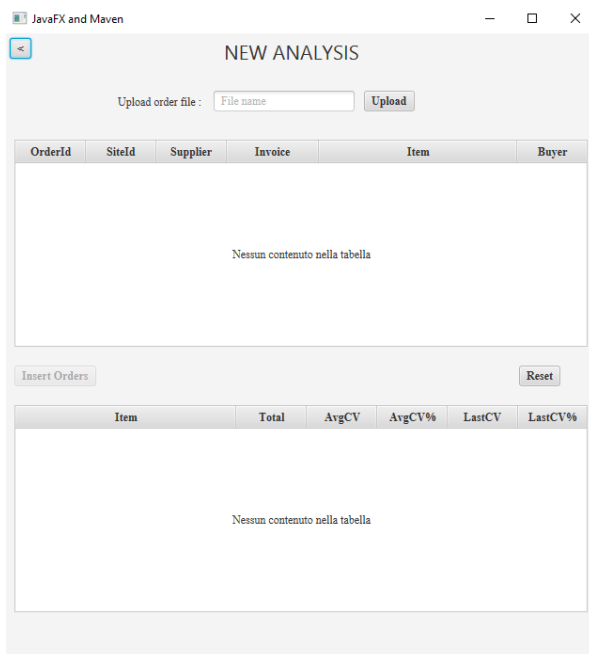 JavaFX and Maven
<
NEW ANALYSIS
Upload order file : File name Upload
OrderId SiteId Supplier Invoice Item Buyer
Nessun contenuto nella tabella
Insert Orders Reset
Item Total AvgCV AvgCV% LastCV LastCV%
Nessun contenuto nella tabella